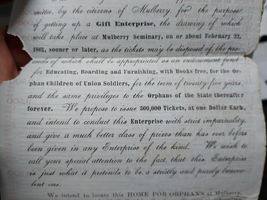 mittee, by the citizens of Mulberry, for the purpose
of getting up a Gift Enterprise, the drawing of which
will take place at Mulberry Seminary, on or about February 22,
1865, sooner or later, as the tickets may be disposed of, the pro-
ceeds of which shall be appropriated as an endowment fund
for Educating, Boarding and Furnishing, with Books free, for the Or-
phan Children of Union Soldiers, for the term of twenty-five years,
and the same privileges to the Orphans of the State thereafter
forever. We propose to issue 300,000 Tickets, at one Dollar Each,
and intend to conduct this Enterprise with strict impartiality,
and give a much better class of prizes than has ever before
been given in any Enterprise of the kind. We wish to
call your special attention to the fact that this Enterprise
is just what it pretends to be a strictly and purely benevo-
lent one.
We intend to locate this HOME FOR ORPHANS at Mulberry,